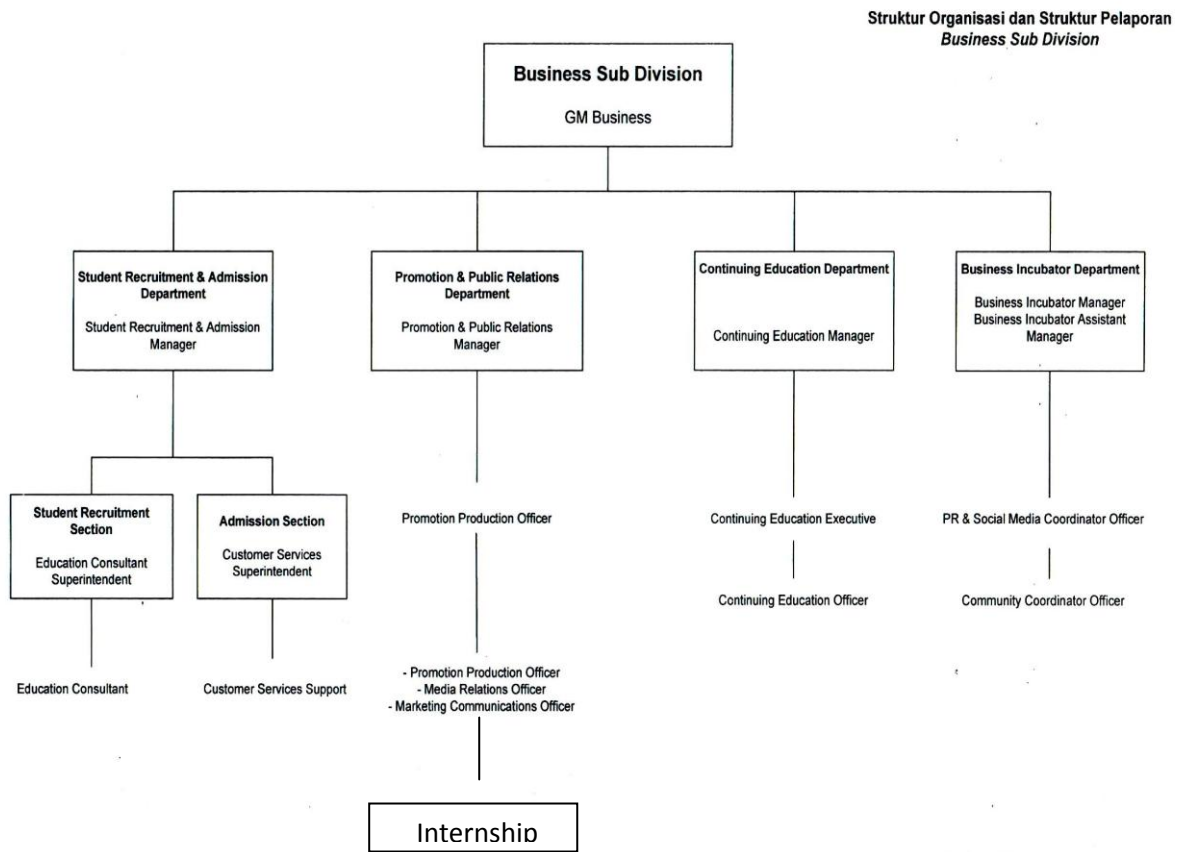 Struktur Organisasi dan Struktur Pelaporan
Business Sub Division
Business Sub Division
GM Business
Student Recruitment & Admission
Department
Student Recruitment & Admission
Manager
Promotion & Public Relations
Department
Promotion & Public Relations
Manager
Continuing Education Department
Continuing Education Manager
Business Incubator Department
Business Incubator Manager
Business Incubator Assistant
Manager
Student Recruitment
Section
Education Consultant
Superintendent
Admission Section
Customer Services
Superintendent
Promotion Production Officer
Continuing Education Executive
PR & Social Media Coordinator Officer
Continuing Education Officer
Community Coordinator Officer
Education Consultant
Customer Services Support
- Promotion Production Officer
- Media Relations Officer
- Marketing Communications Officer
Internship